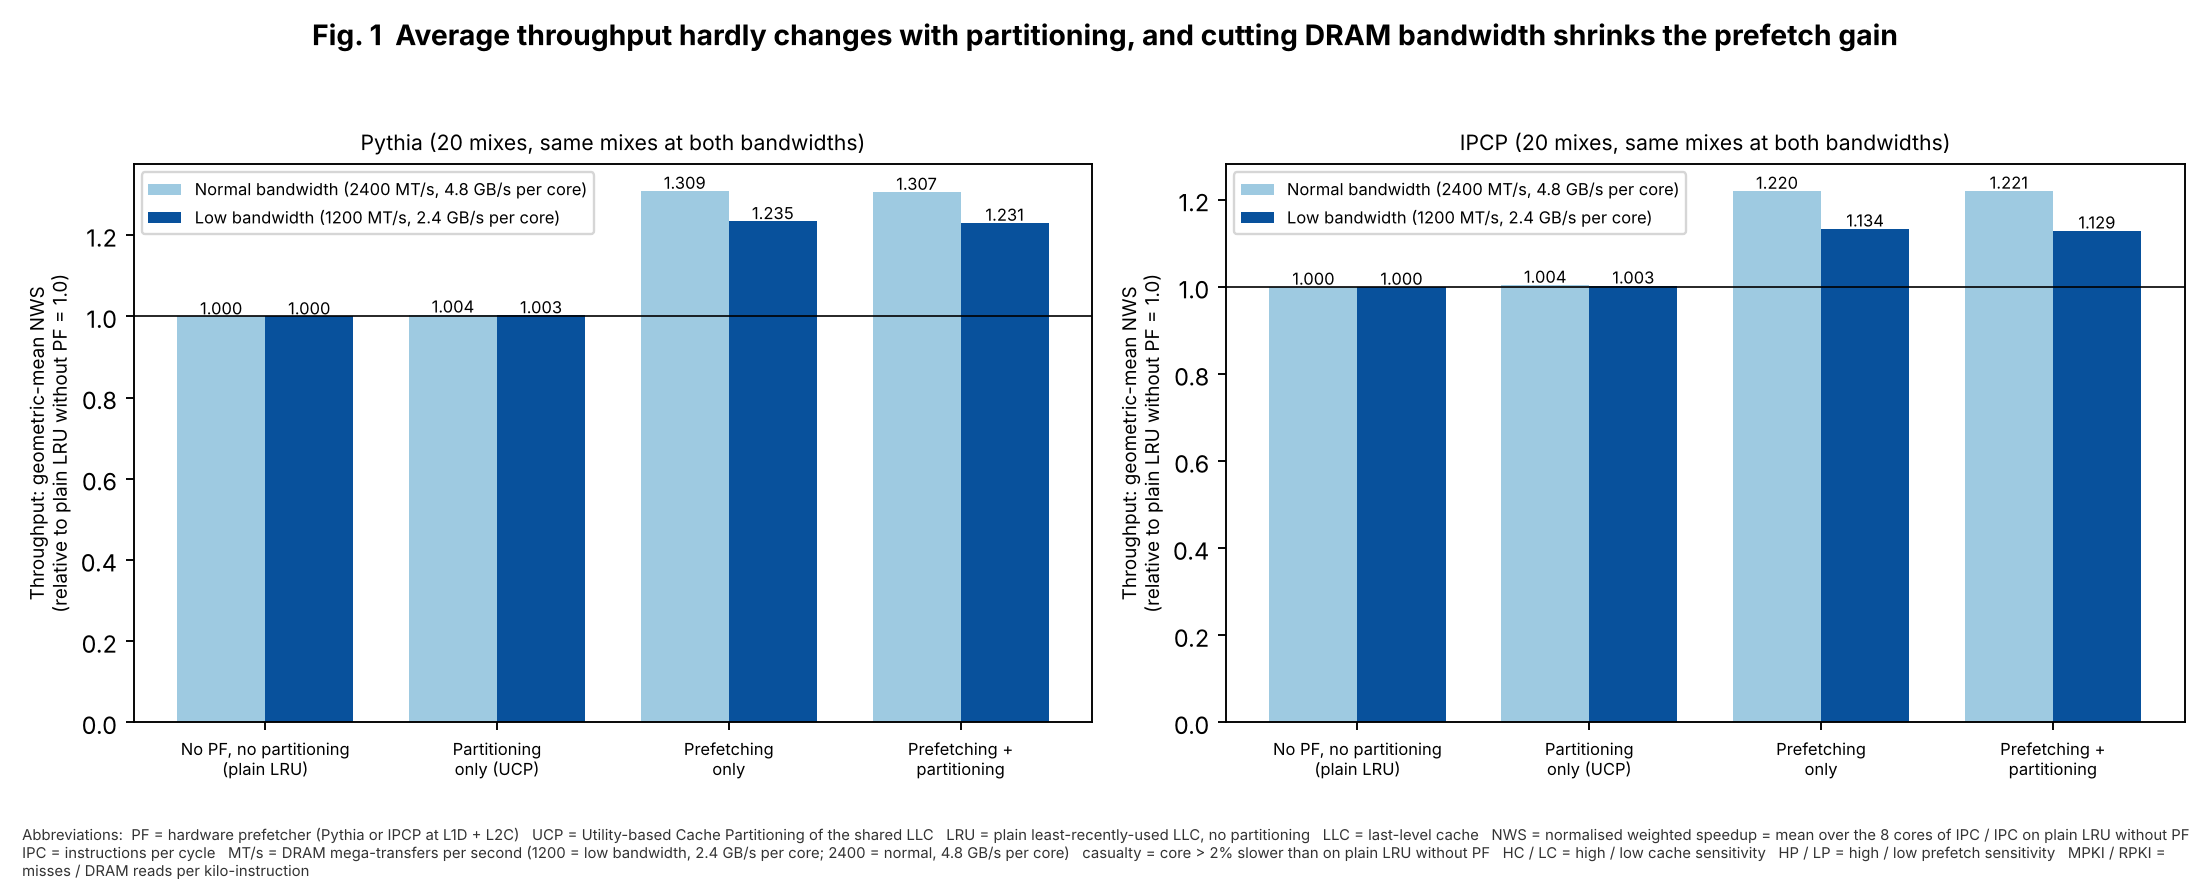 Fig. 1  Average throughput hardly changes with partitioning, and cutting DRAM bandwidth shrinks the prefetch gain
Pythia (20 mixes, same mixes at both bandwidths)
Normal bandwidth (2400 MT/s, 4.8 GB/s per core)
Low bandwidth (1200 MT/s, 2.4 GB/s per core)
Throughput: geometric-mean NWS
(relative to plain LRU without PF = 1.0)
1.2
1.0
0.8
0.6
0.4
0.2
0.0
1.000
1.000
1.004
1.003
1.309
1.235
1.307
1.231
No PF, no partitioning
(plain LRU)
Partitioning
only (UCP)
Prefetching
only
Prefetching +
partitioning
IPCP (20 mixes, same mixes at both bandwidths)
Normal bandwidth (2400 MT/s, 4.8 GB/s per core)
Low bandwidth (1200 MT/s, 2.4 GB/s per core)
Throughput: geometric-mean NWS
(relative to plain LRU without PF = 1.0)
1.2
1.0
0.8
0.6
0.4
0.2
0.0
1.000
1.000
1.004
1.003
1.220
1.134
1.221
1.129
No PF, no partitioning
(plain LRU)
Partitioning
only (UCP)
Prefetching
only
Prefetching +
partitioning
Abbreviations:  PF = hardware prefetcher (Pythia or IPCP at L1D + L2C)   UCP = Utility-based Cache Partitioning of the shared LLC   LRU = plain least-recently-used LLC, no partitioning   LLC = last-level cache   NWS = normalised weighted speedup = mean over the 8 cores of IPC / IPC on plain LRU without PF
IPC = instructions per cycle   MT/s = DRAM mega-transfers per second (1200 = low bandwidth, 2.4 GB/s per core; 2400 = normal, 4.8 GB/s per core)   casualty = core > 2% slower than on plain LRU without PF   HC / LC = high / low cache sensitivity   HP / LP = high / low prefetch sensitivity   MPKI / RPKI =
misses / DRAM reads per kilo-instruction